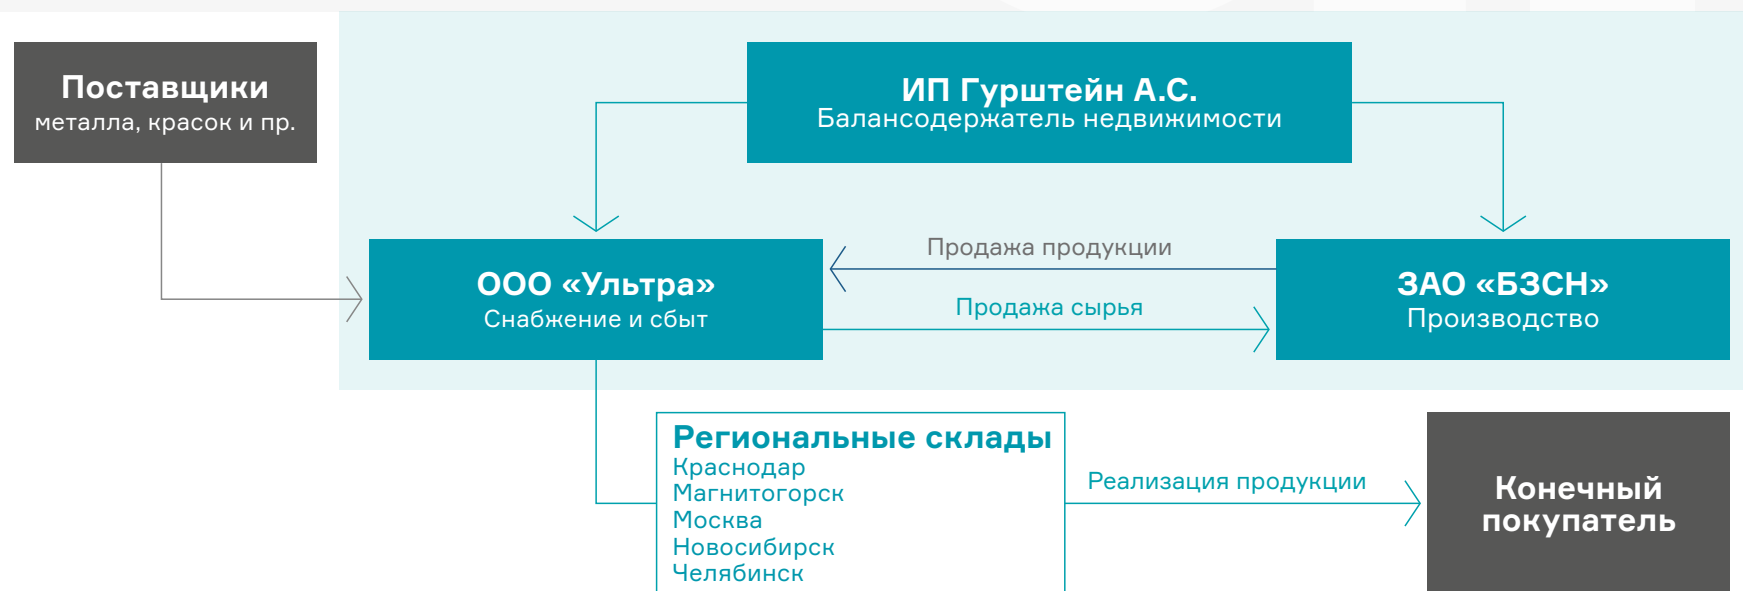 Поставщики
металла, красок и пр.
ИП Гурштейн А.С.
Балансодержатель недвижимости
ООО «Ультра»
Снабжение и сбыт
Продажа продукции
Продажа сырья
ЗАО «БЗСН»
Производство
Региональные склады
Краснодар
Магнитогорск
Москва
Новосибирск
Челябинск
Реализация продукции
Конечный
покупатель